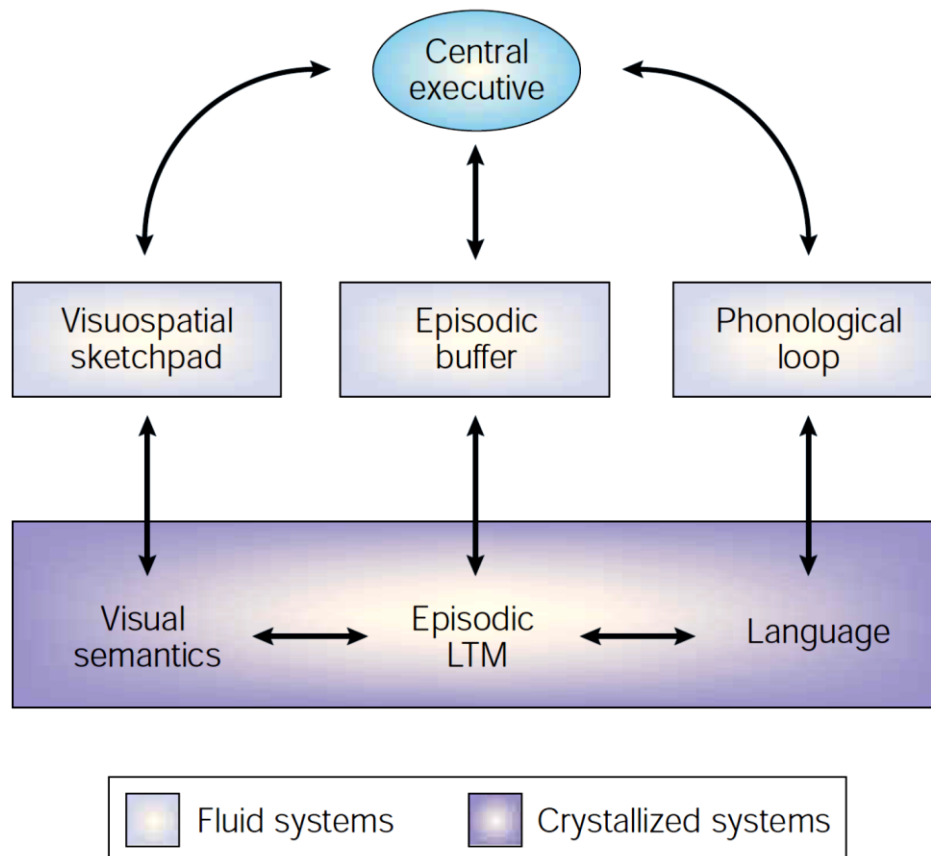 Central
executive
Visuospatial
sketchpad
Episodic
buffer
Phonological
loop
Visual
semantics
Episodic
LTM
Language
Fluid systems
Crystallized systems